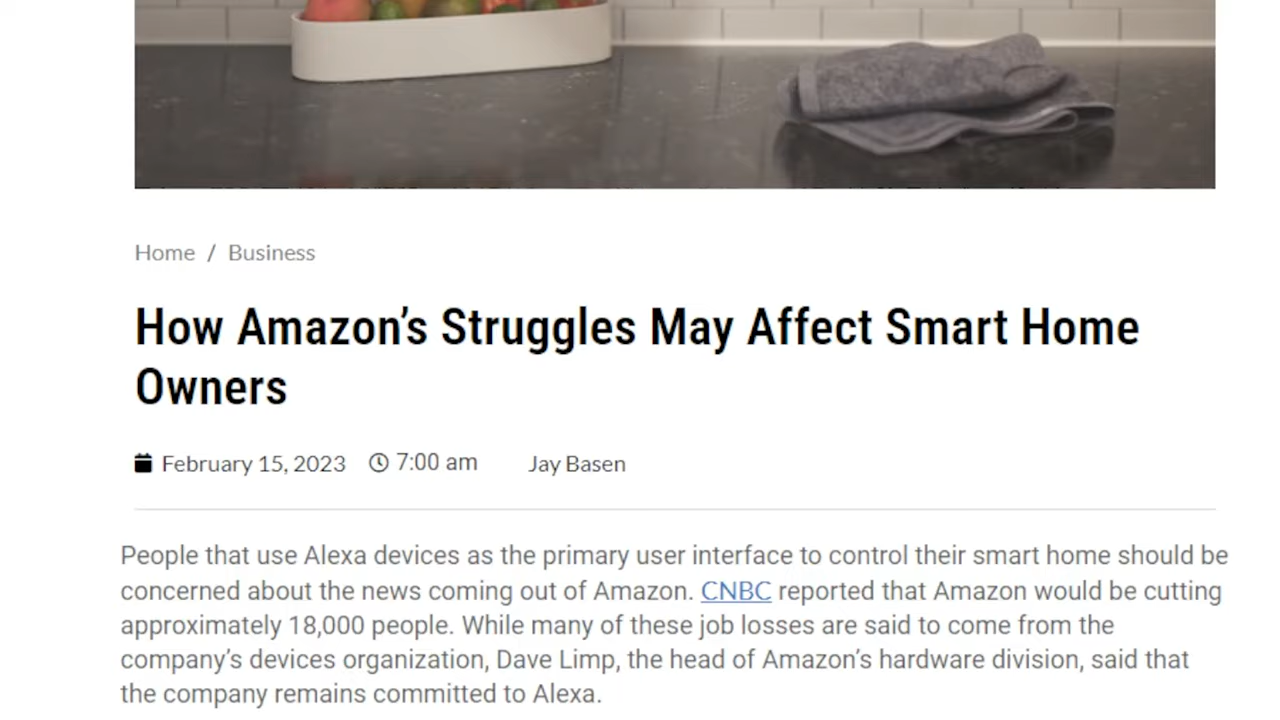 Home / Business
How Amazon’s Struggles May Affect Smart Home
Owners
February 15, 2023 7:00 am Jay Basen
People that use Alexa devices as the primary user interface to control their smart home should be
concerned about the news coming out of Amazon. CNBC reported that Amazon would be cutting
approximately 18,000 people. While many of these job losses are said to come from the
company’s devices organization, Dave Limp, the head of Amazon’s hardware division, said that
the company remains committed to Alexa.